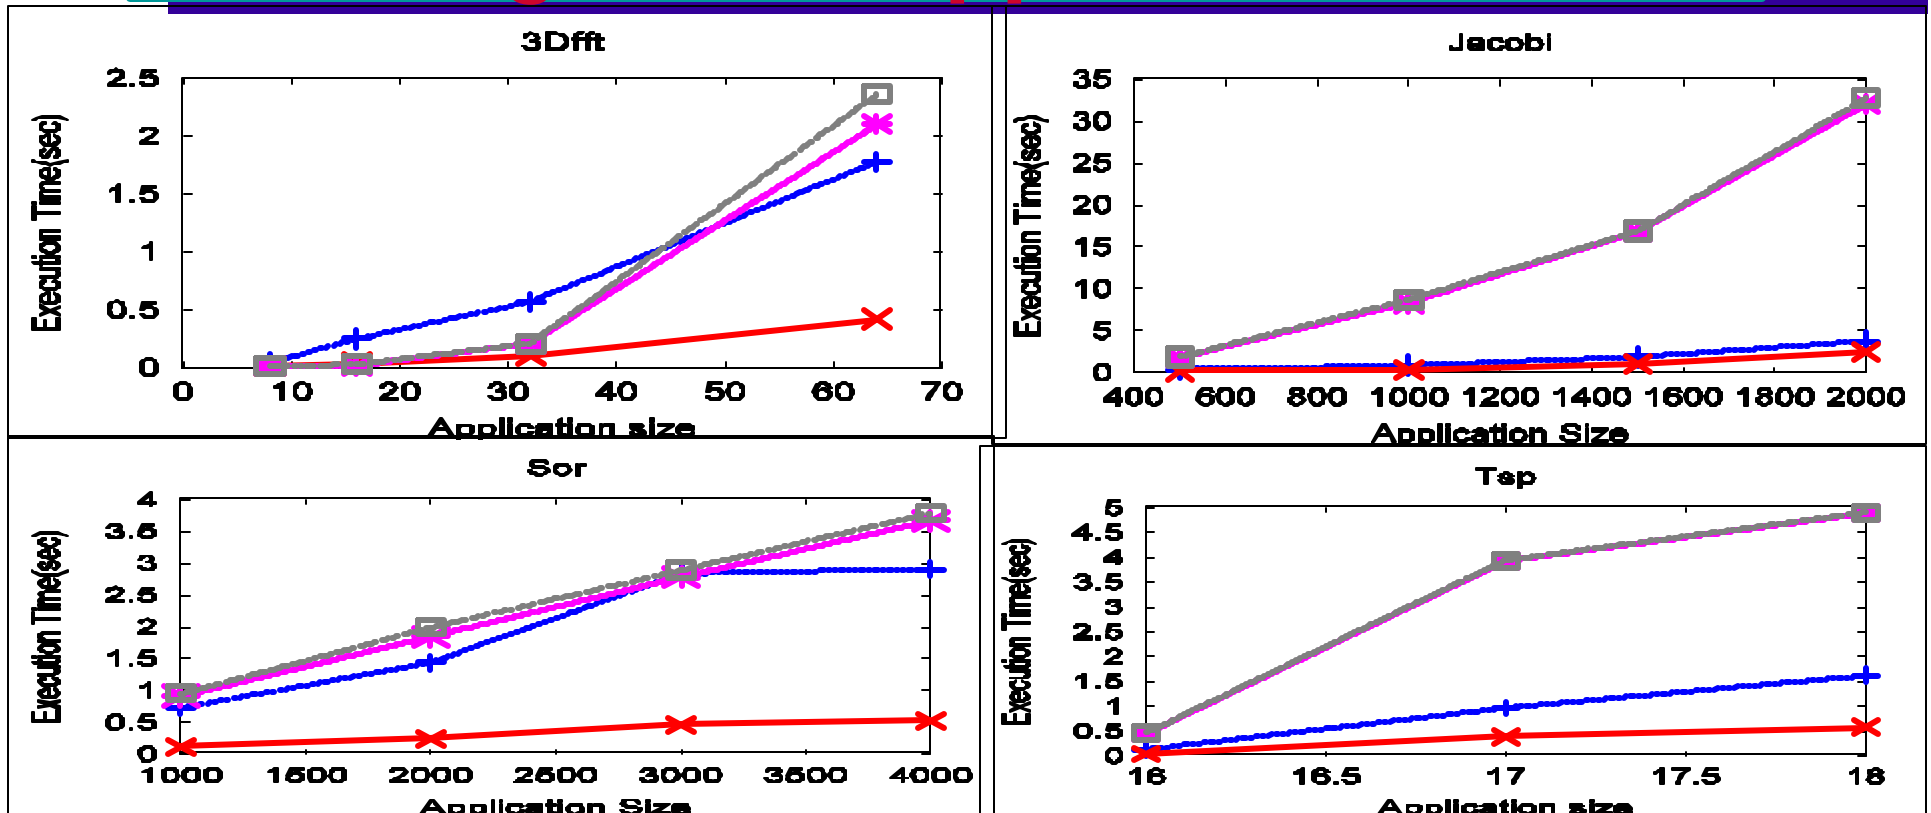 3Dfft
Execution Time(sec)
2.5
2
1.5
1
0.5
0
0 10 20 30 40 50 60 70
Application size
Jacobi
Execution Time(sec)
35
30
25
20
15
10
5
0
400 600 800 1000 1200 1400 1600 1800 2000
Application Size
Sor
Execution Time(sec)
4
3.5
3
2.5
2
1.5
1
0.5
0
1000 1500 2000 2500 3000 3500 4000
Application Size
Tsp
Execution Time(sec)
5
4.5
4
3.5
3
2.5
2
1.5
1
0.5
0
16 16.5 17 17.5 18
Application size